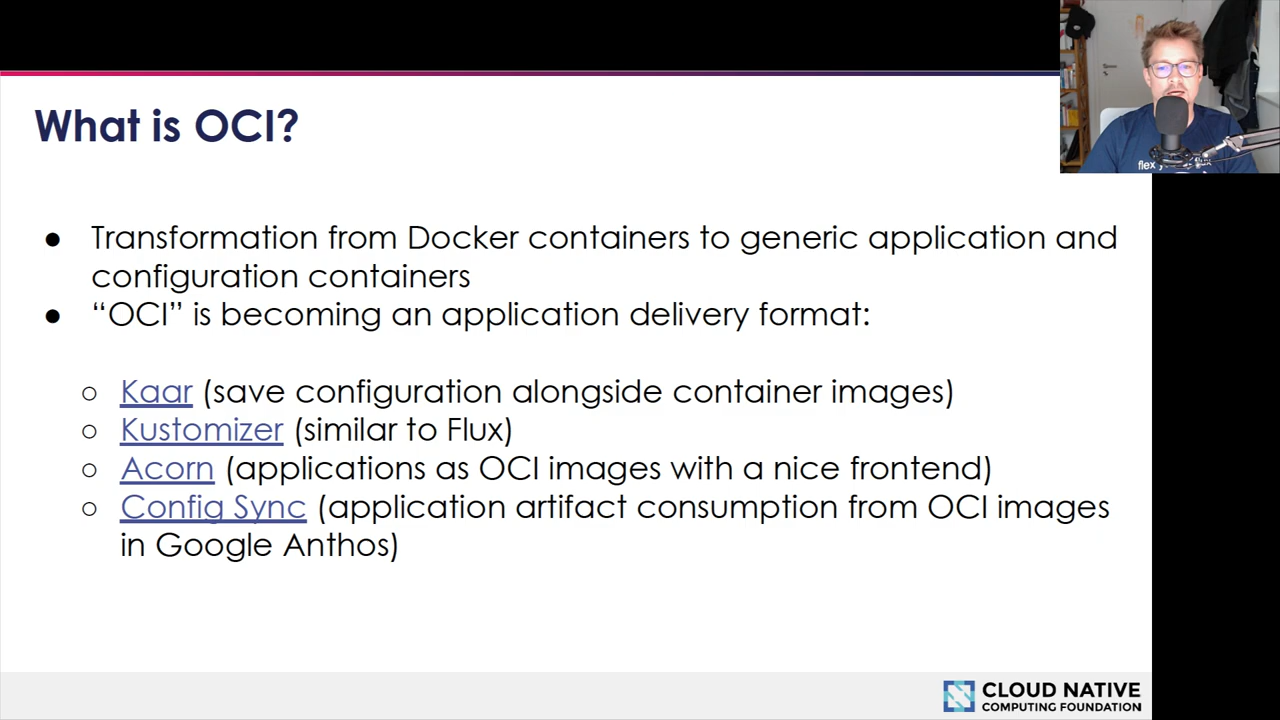 What is OCI?
● Transformation from Docker containers to generic application and
configuration containers
● “OCI” is becoming an application delivery format:
○ Kaar (save configuration alongside container images)
○ Kustomizer (similar to Flux)
○ Acorn (applications as OCI images with a nice frontend)
○ Config Sync (application artifact consumption from OCI images
in Google Anthos)
flex
CLOUD NATIVE
COMPUTING FOUNDATION